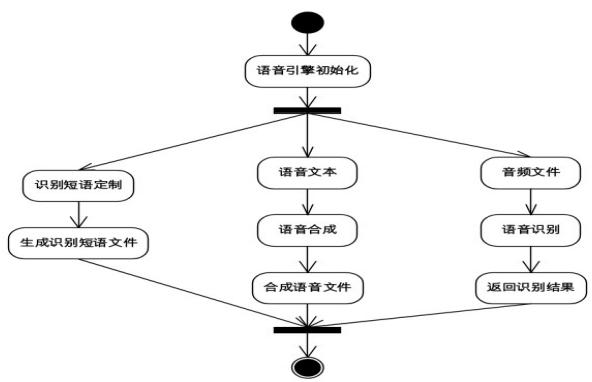 语音引擎初始化
识别短语定制
语音文本
音频文件
生成识别短语文件
语音合成
语音识别
合成语音文件
返回识别结果